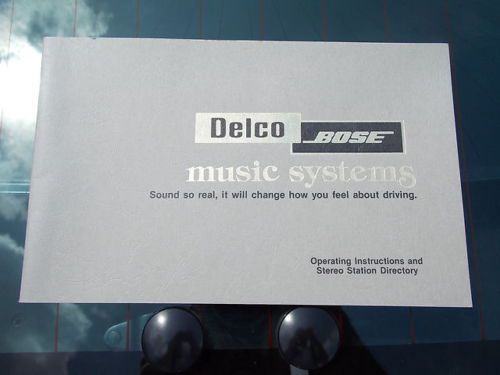 Delco
BOSE
music systems
Sound so real, it will change how you feel about driving.
Operating Instructions and
Stereo Station Directory